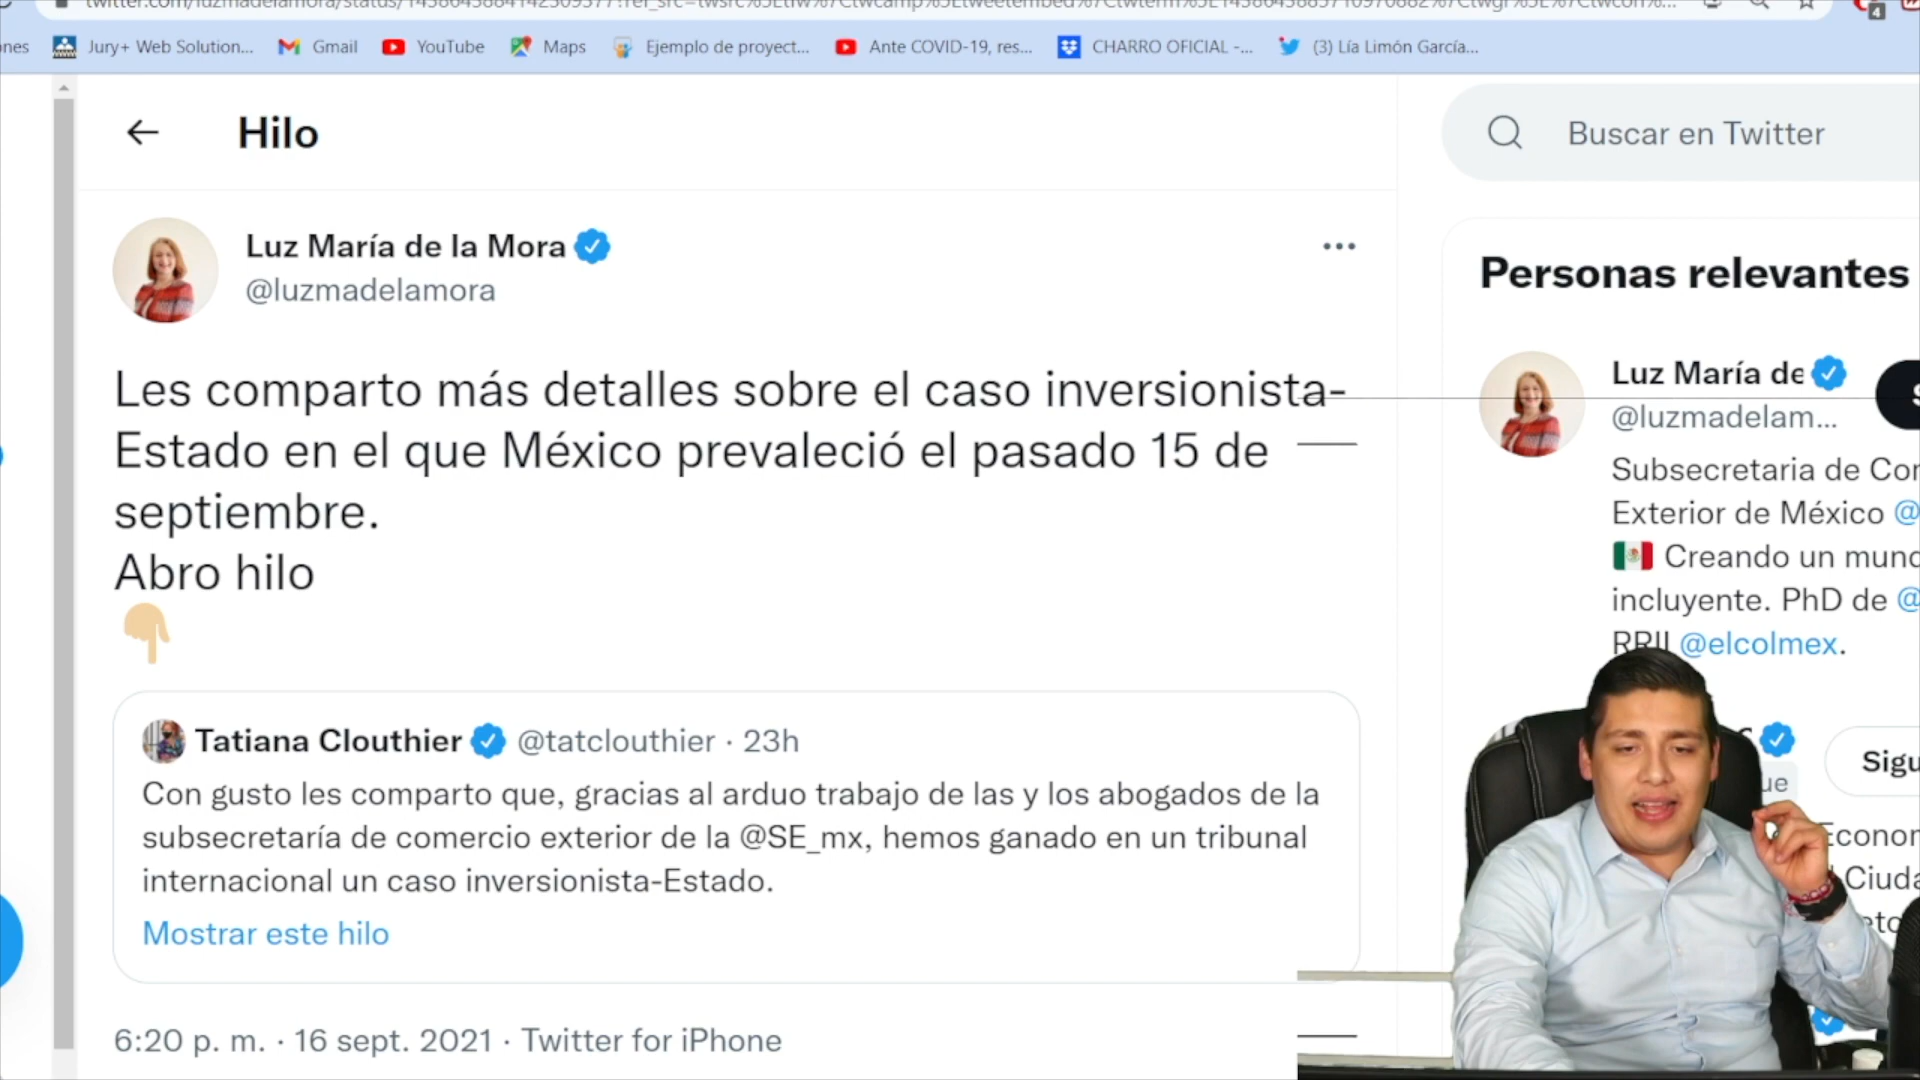 Jury+ Web Solution...
Gmail
YouTube
Maps
Ejemplo de proyect...
Ante COVID-19, res...
CHARRO OFICIAL -...
(3) Lía Limón García...
4
Hilo
Buscar en Twitter
Luz María de la Mora
@luzmadelamora
Les comparto más detalles sobre el caso inversionista-
Estado en el que México prevaleció el pasado 15 de
septiembre.
Abro hilo
Tatiana Clouthier @tatclouthier · 23h
Con gusto les comparto que, gracias al arduo trabajo de las y los abogados de la
subsecretaría de comercio exterior de la @SE_mx, hemos ganado en un tribunal
internacional un caso inversionista-Estado.
Mostrar este hilo
6:20 p. m. · 16 sept. 2021 · Twitter for iPhone
Personas relevantes
Luz María de
@luzmadelam...
Subsecretaria de Co
Exterior de México @
Creando un mun
incluyente. PhD de @
RRII @elcolmex.
Sigu